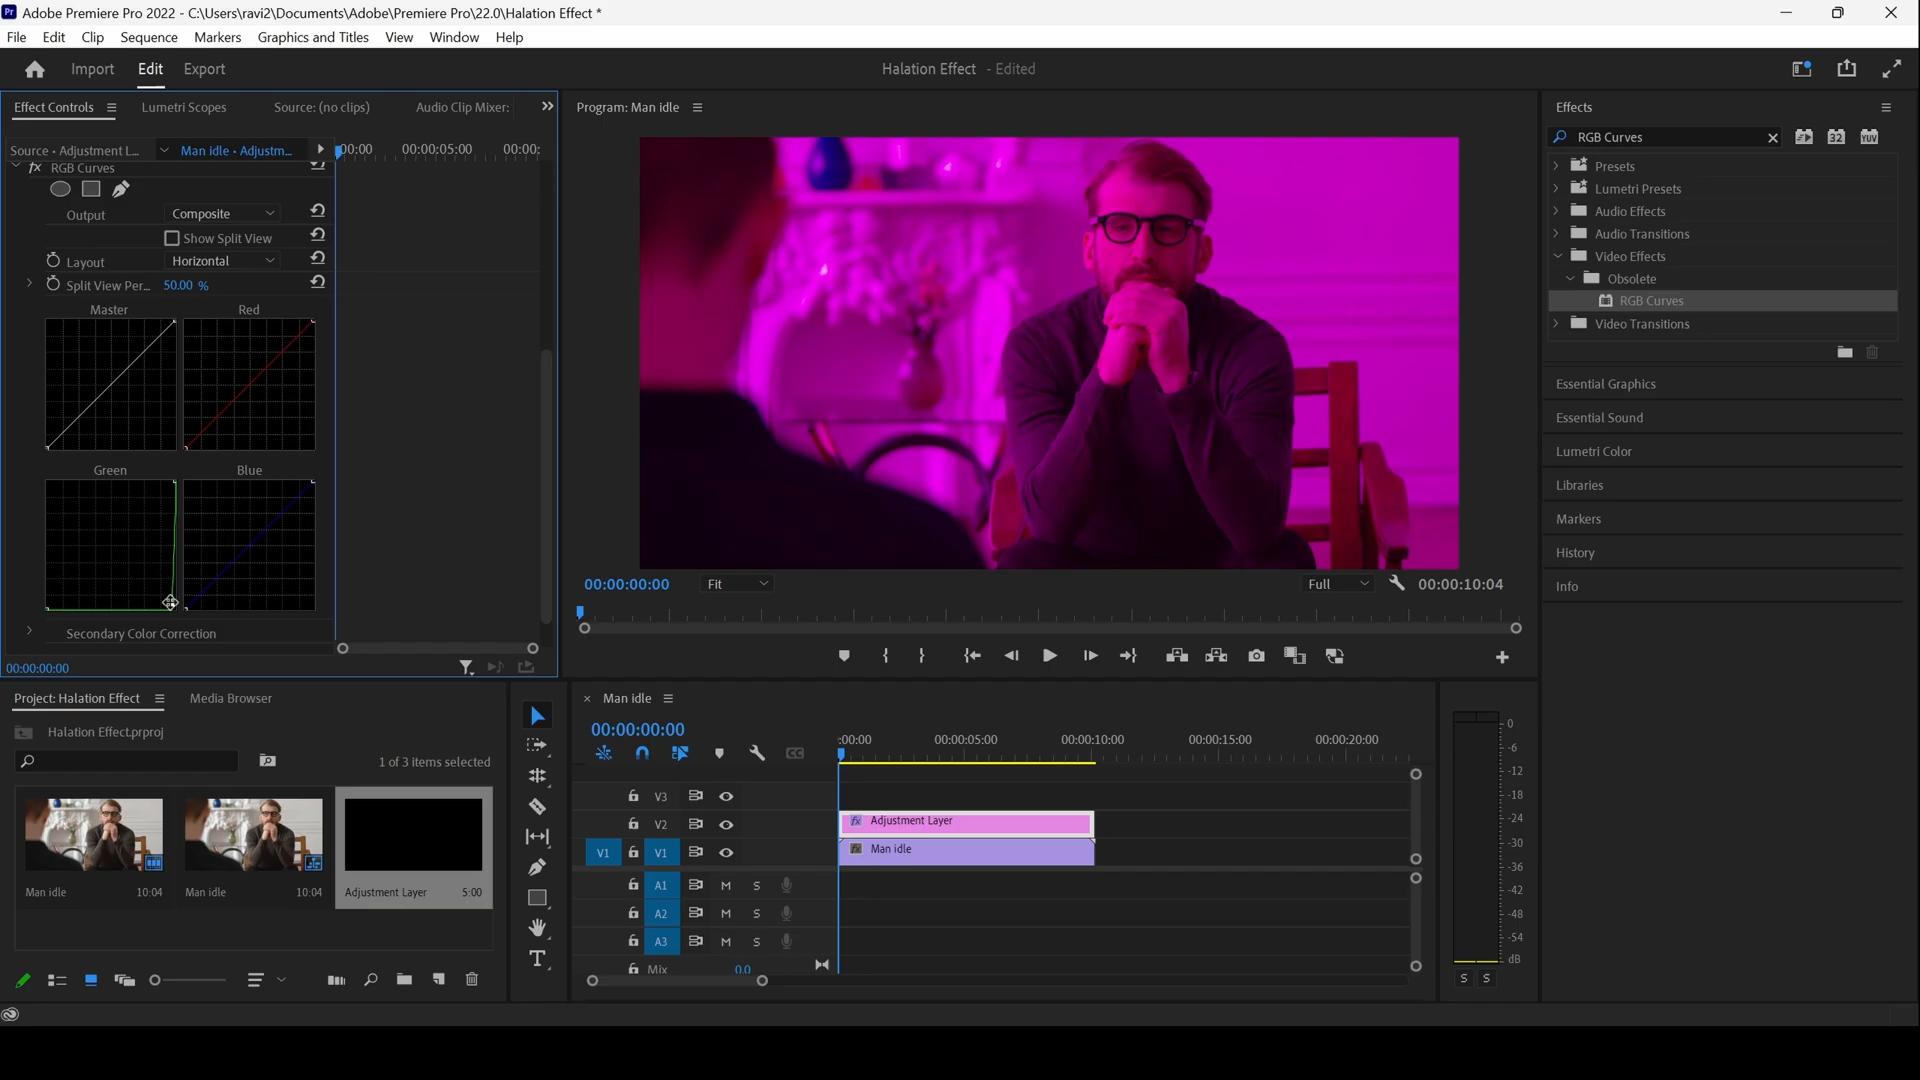 Adobe Premiere Pro 2022 - C:\Users\ravi2\Documents\Adobe\Premiere Pro\22.0\Halation Effect *
File Edit Clip Sequence Markers Graphics and Titles View Window Help
Import Edit Export
Halation Effect - Edited
Effect Controls Lumetri Scopes Source: (no clips) Audio Clip Mixer:
Source • Adjustment L... Man idle • Adjustm... :00:00 00:00:05:00 00:00:
fx RGB Curves
Output Composite
Show Split View
Layout Horizontal
Split View Per... 50.00 %
Master Red
Green Blue
Secondary Color Correction
00:00:00:00
Program: Man idle
00:00:00:00 Fit Full 00:00:10:04
Effects
RGB Curves 32 YUV
Presets
Lumetri Presets
Audio Effects
Audio Transitions
Video Effects
Obsolete
RGB Curves
Video Transitions
Essential Graphics
Essential Sound
Lumetri Color
Libraries
Markers
History
Info
Project: Halation Effect Media Browser
Halation Effect.prproj
1 of 3 items selected
Man idle 10:04 Man idle 10:04 Adjustment Layer 5:00
× Man idle
00:00:00:00
:00:00 00:00:05:00 00:00:10:00 00:00:15:00 00:00:20:00
CC
V3
V2 fx Adjustment Layer
V1 V1 fx Man idle
A1 M S
A2 M S
A3 M S
Mix 0.0
0
-6
-12
-18
-24
-30
-36
-42
-48
-54
dB
S S